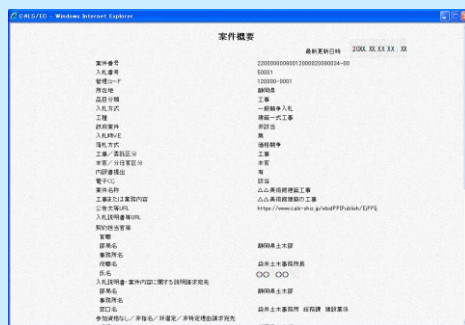 CALS/EC - Windows Internet Explorer
案件概要
最新更新日時 20XX. XX. XX XX : XX
案件番号
入札番号 50001
管理コード 120000-0001
所在地 静岡県
品目分類 工事
入札方式 一般競争入札
工種 建築一式工事
政府案件 非該当
入札時VE 無
落札方式 価格競争
工事/委託区分 工事
本官/分任官区分 本官
内訳書提出 有
電子くじ 該当
案件名称 △△美術館建築工事
工事または業務内容 △△美術館建築の工事
公告文等URL
入札説明書等URL
契約担当官等
官職
部局名 静岡県土木部
事務所名
役職名 袋井土木事務所長
氏名 ○○ ○○
入札説明書・案件内容に関する説明請求宛先
部局名 静岡県土木部
事務所名
窓口名 袋井土木事務所 総務課 建設業係
参加資格なし/非指名/非選定/非特定理由請求宛先